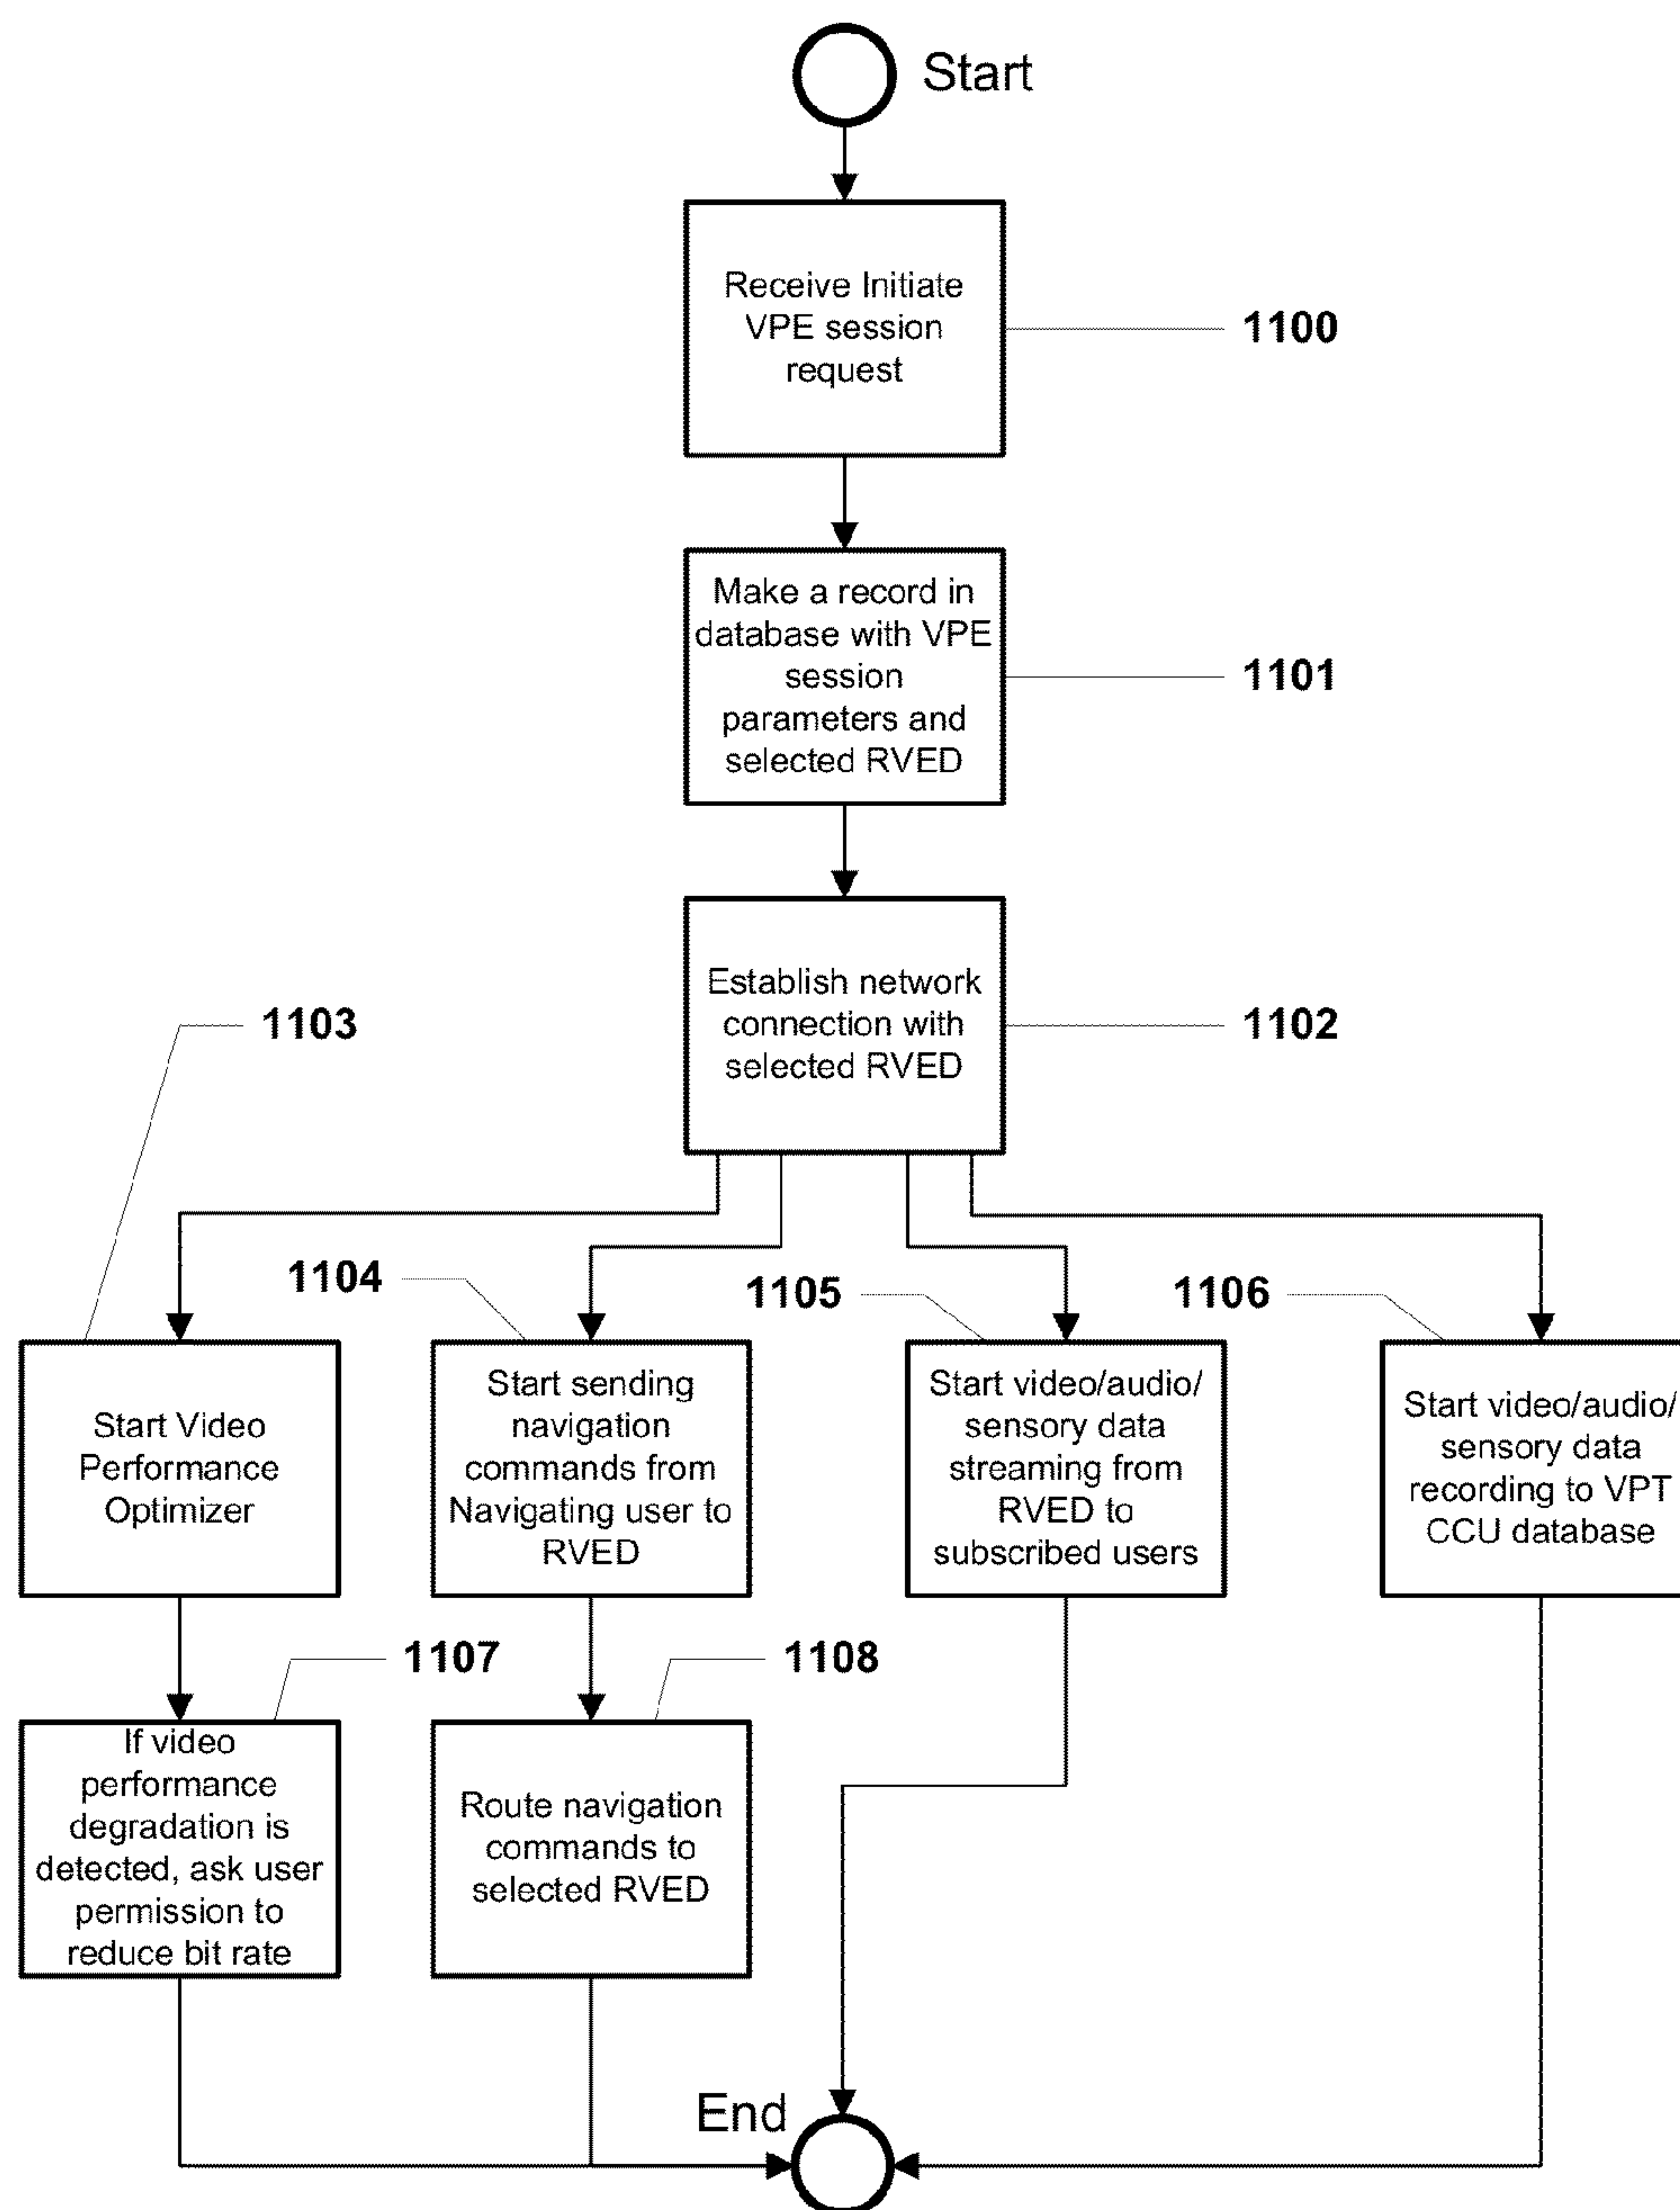 Start
Receive Initiate
VPE session
request
1100
Make a record in
database with VPE
session
parameters and
selected RVED
1101
Establish network
connection with
selected RVED
1102
1103
1104
1105
1106
Start Video
Performance
Optimizer
Start sending
navigation
commands from
Navigating user to
RVED
Start video/audio/
sensory data
streaming from
RVED to
subscribed users
Start video/audio/
sensory data
recording to VPT
CCU database
1107
1108
If video
performance
degradation is
detected, ask user
permission to
reduce bit rate
Route navigation
commands to
selected RVED
End